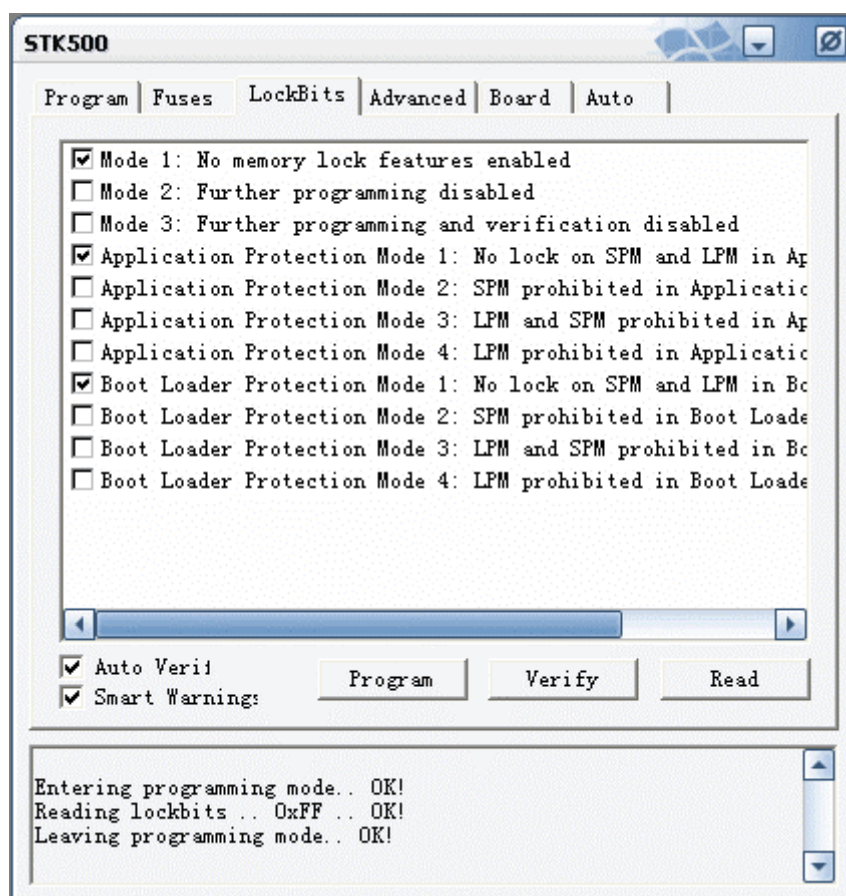 STK500
Program Fuses LockBits Advanced Board Auto
Mode 1: No memory lock features enabled
Mode 2: Further programming disabled
Mode 3: Further programming and verification disabled
Application Protection Mode 1: No lock on SPM and LPM in Ap
Application Protection Mode 2: SPM prohibited in Applicatic
Application Protection Mode 3: LPM and SPM prohibited in Ap
Application Protection Mode 4: LPM prohibited in Applicatic
Boot Loader Protection Mode 1: No lock on SPM and LPM in Bc
Boot Loader Protection Mode 2: SPM prohibited in Boot Loade
Boot Loader Protection Mode 3: LPM and SPM prohibited in Bc
Boot Loader Protection Mode 4: LPM prohibited in Boot Loade
Auto Verif
Smart Warnings
Program Verify Read
Entering programming mode.. OK!
Reading lockbits .. 0xFF .. OK!
Leaving programming mode.. OK!